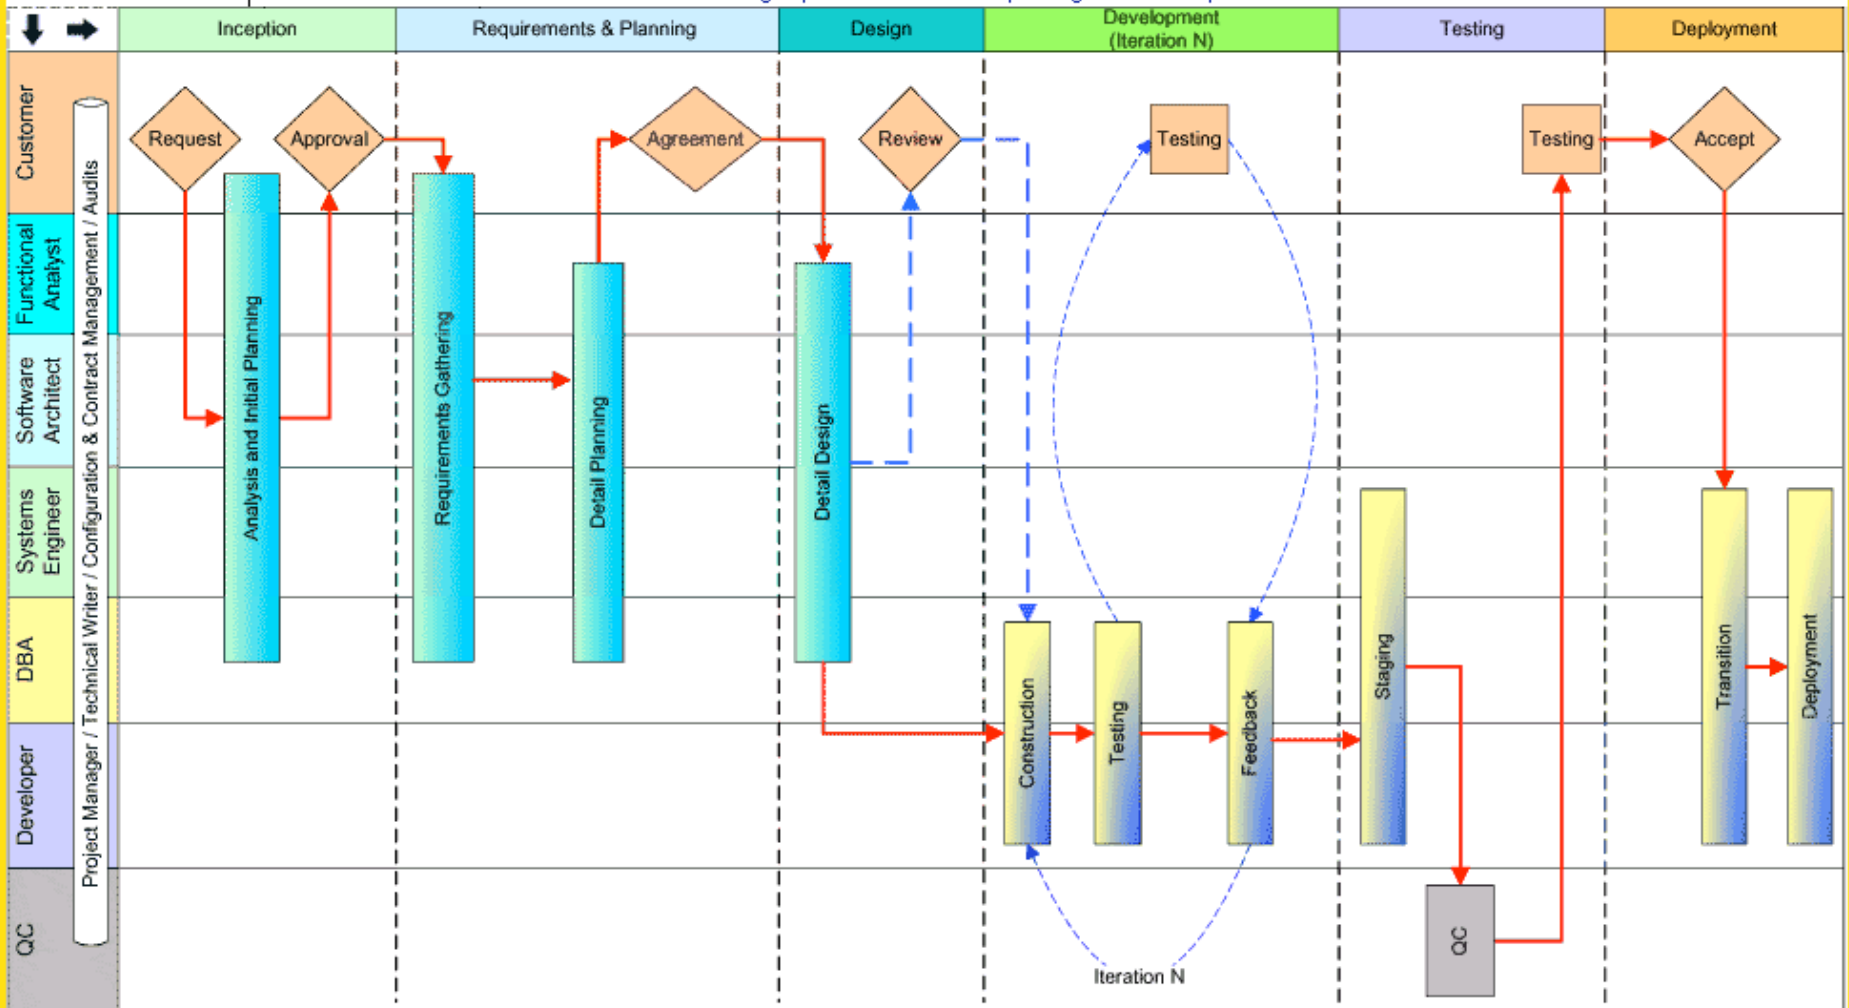 Inception
Requirements & Planning
Design
Development
(Iteration N)
Testing
Deployment
Customer
Functional
Analyst
Software
Architect
Systems
Engineer
DBA
Developer
QC
Project Manager / Technical Writer / Configuration & Contract Management / Audits
Request
Approval
Agreement
Review
Testing
Testing
Accept
Analysis and Initial Planning
Requirements Gathering
Detail Planning
Detail Design
Construction
Testing
Feedback
Staging
Transition
Deployment
QC
Iteration N